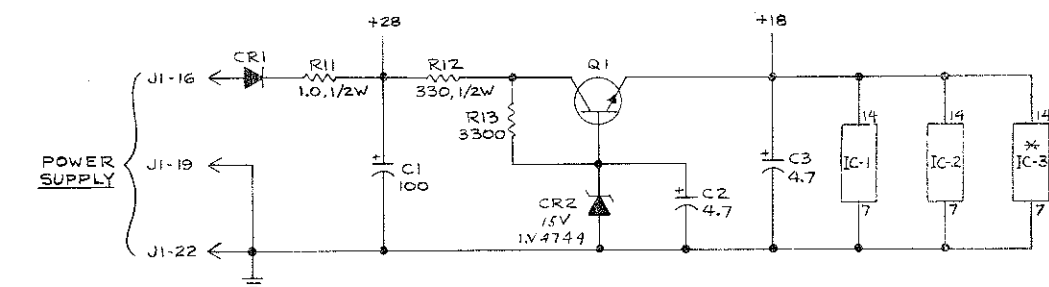 +28
+18
CR1
R11
1.0, 1/2W
R12
330, 1/2W
Q1
J1-16
R13
3300
14
14
14
POWER
SUPPLY
J1-19
+
C1
100
+
C2
4.7
+
C3
4.7
IC-1
IC-2
*
IC-3
CR2
15V
1N4744
7
7
7
J1-22